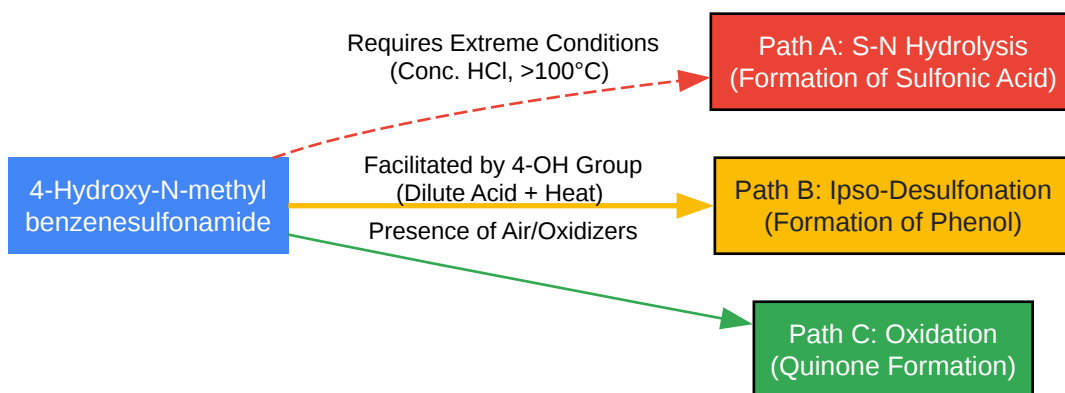 Requires Extreme Conditions
(Conc. HCl, >100°C)
Path A: S-N Hydrolysis
(Formation of Sulfonic Acid)
4-Hydroxy-N-methyl
benzenesulfonamide
Facilitated by 4-OH Group
(Dilute Acid + Heat)
Path B: Ipso-Desulfonation
(Formation of Phenol)
Presence of Air/Oxidizers
Path C: Oxidation
(Quinone Formation)